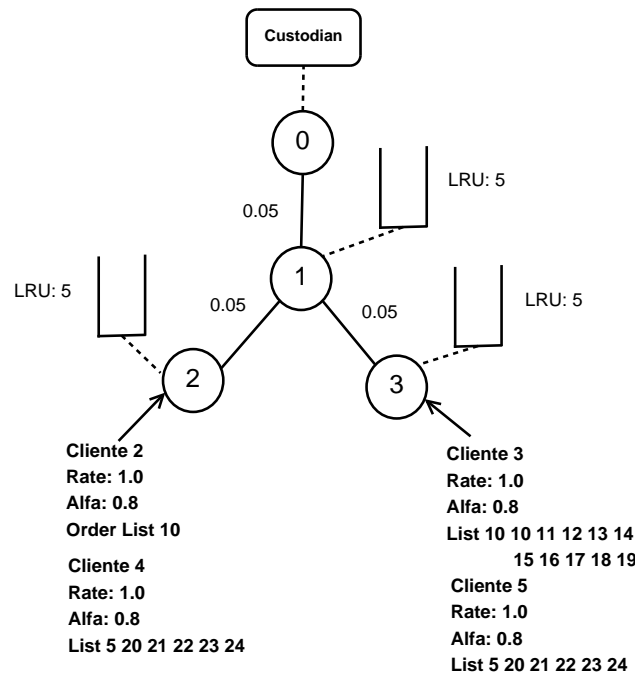 Custodian
0
LRU: 5
0.05
1
LRU: 5
0.05
0.05
LRU: 5
2
3
Cliente 2
Rate: 1.0
Alfa: 0.8
Order List 10
Cliente 4
Rate: 1.0
Alfa: 0.8
List 5 20 21 22 23 24
Cliente 3
Rate: 1.0
Alfa: 0.8
List 10 10 11 12 13 14
15 16 17 18 19
Cliente 5
Rate: 1.0
Alfa: 0.8
List 5 20 21 22 23 24